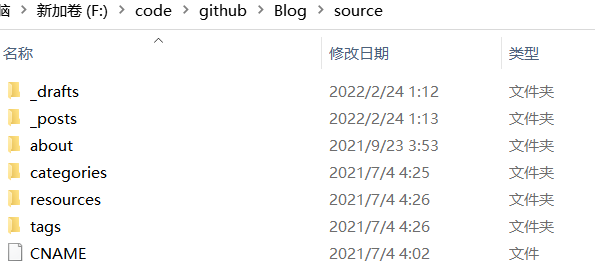 脑 > 新加卷 (F:) > code > github > Blog > source
名称 修改日期 类型
_drafts 2022/2/24 1:12 文件夹
_posts 2022/2/24 1:13 文件夹
about 2021/9/23 3:53 文件夹
categories 2021/7/4 4:25 文件夹
resources 2021/7/4 4:26 文件夹
tags 2021/7/4 4:26 文件夹
CNAME 2021/7/4 4:02 文件